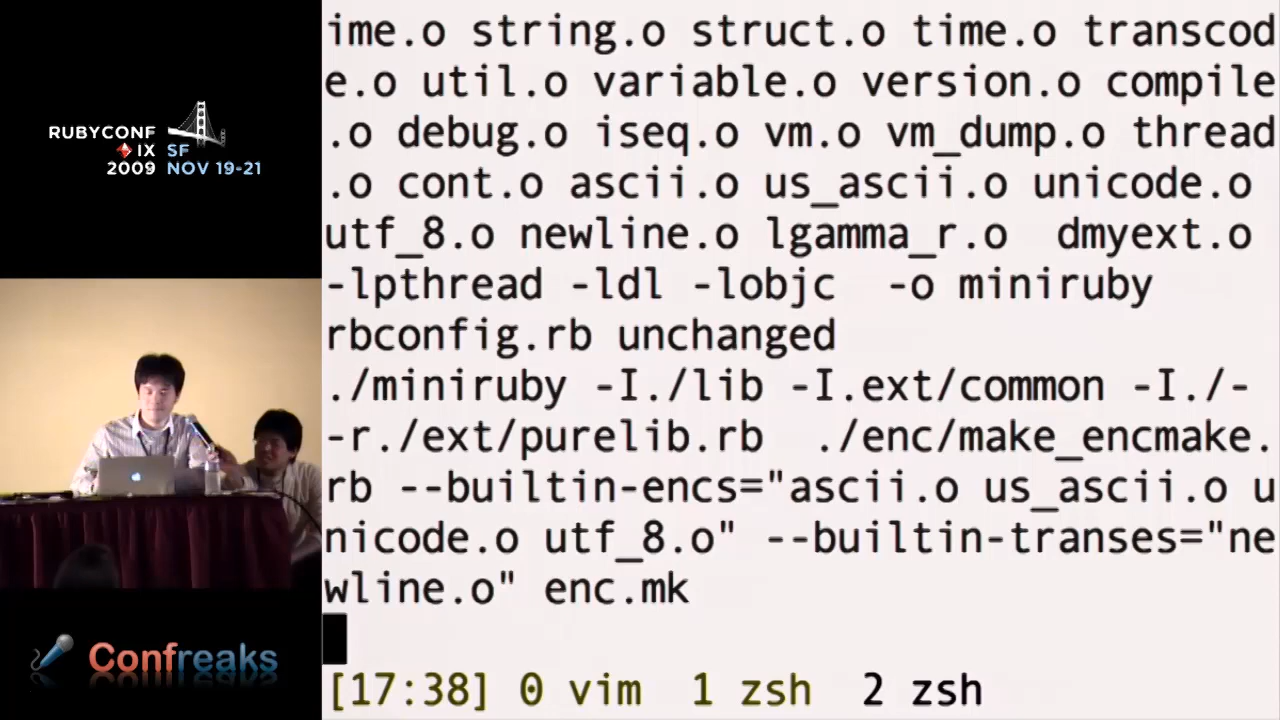 RUBYCONF
IX SF
2009 NOV 19-21
Confreaks
ime.o string.o struct.o time.o transcod
e.o util.o variable.o version.o compile
.o debug.o iseq.o vm.o vm_dump.o thread
.o cont.o ascii.o us_ascii.o unicode.o
utf_8.o newline.o lgamma_r.o  dmyext.o
-lpthread -ldl -lobjc  -o miniruby
rbconfig.rb unchanged
./miniruby -I./lib -I.ext/common -I./-
-r./ext/purelib.rb  ./enc/make_encmake.
rb --builtin-encs="ascii.o us_ascii.o u
nicode.o utf_8.o" --builtin-transes="ne
wline.o" enc.mk
[17:38] 0 vim  1 zsh  2 zsh